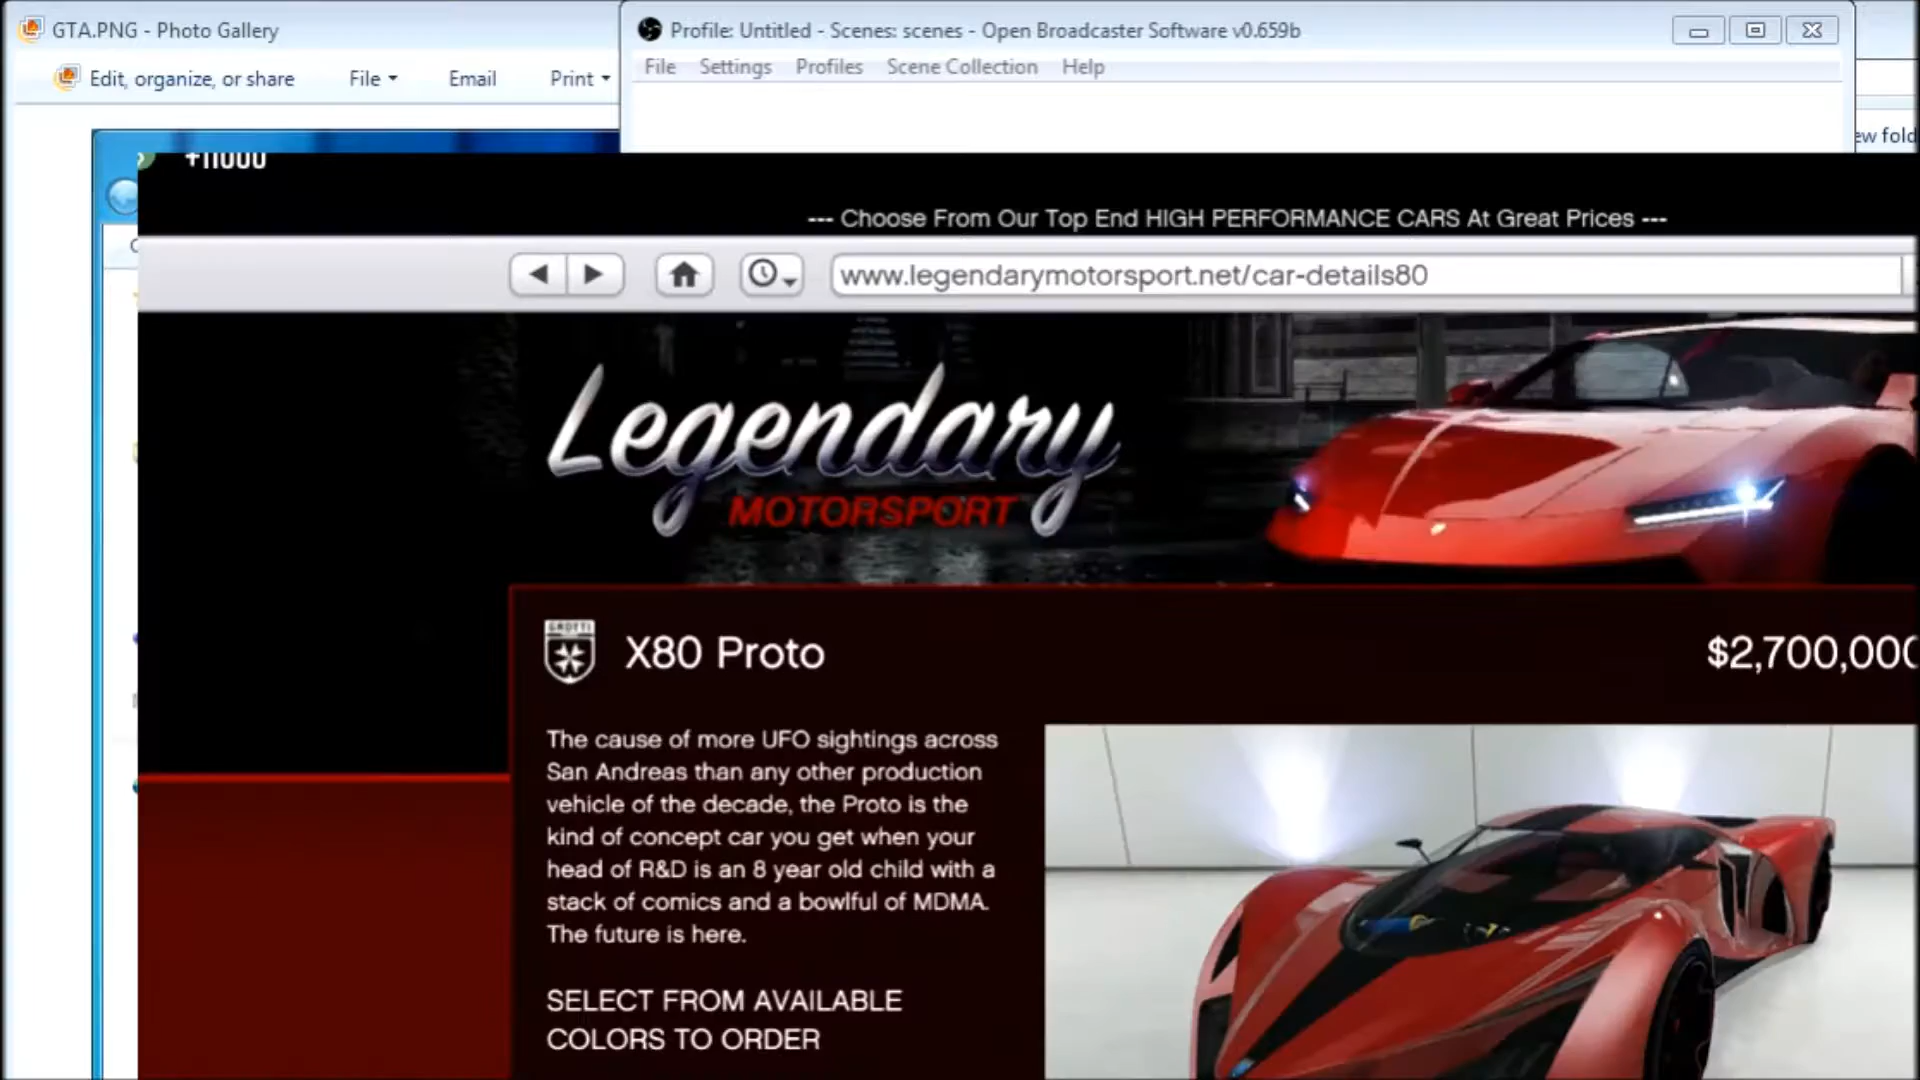 GTA.PNG - Photo Gallery
Profile: Untitled - Scenes: scenes - Open Broadcaster Software v0.659b
Edit, organize, or share File Email Print
File Settings Profiles Scene Collection Help
ew fold
+11000
--- Choose From Our Top End HIGH PERFORMANCE CARS At Great Prices ---
www.legendarymotorsport.net/car-details80
Legendary
MOTORSPORT
GROTTI
X80 Proto
$2,700,000
The cause of more UFO sightings across
San Andreas than any other production
vehicle of the decade, the Proto is the
kind of concept car you get when your
head of R&D is an 8 year old child with a
stack of comics and a bowlful of MDMA.
The future is here.
SELECT FROM AVAILABLE
COLORS TO ORDER